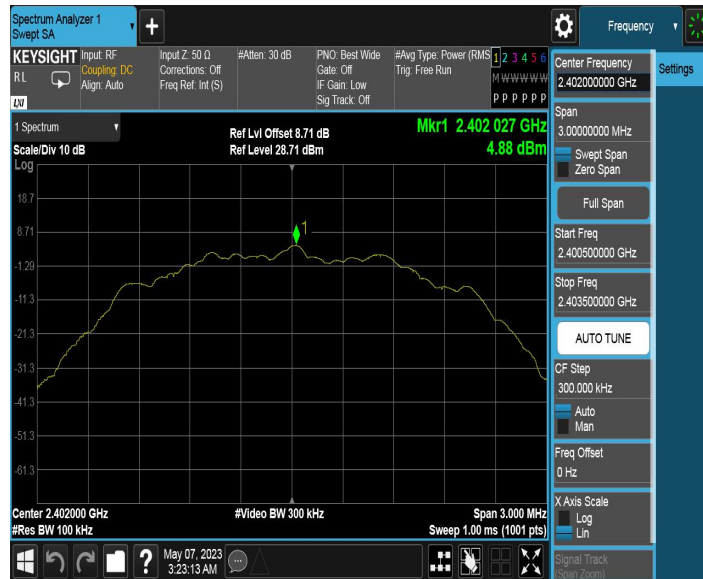 Spectrum Analyzer 1
Swept SA
Frequency
KEYSIGHT
RL
LXI
Input: RF
Coupling: DC
Align: Auto
Input Z: 50 Ω
Corrections: Off
Freq Ref: Int (S)
#Atten: 30 dB
PNO: Best Wide
Gate: Off
IF Gain: Low
Sig Track: Off
#Avg Type: Power (RMS
Trig: Free Run
1 2 3 4 5 6
M W W W W W
P P P P P P
Center Frequency
2.402000000 GHz
Settings
Span
3.00000000 MHz
Swept Span
Zero Span
Full Span
Start Freq
2.400500000 GHz
Stop Freq
2.403500000 GHz
AUTO TUNE
CF Step
300.000 kHz
Auto
Man
Freq Offset
0 Hz
X Axis Scale
Log
Lin
Signal Track
(Span Zoom)
1 Spectrum
Scale/Div 10 dB
Log
Ref Lvl Offset 8.71 dB
Ref Level 28.71 dBm
Mkr1 2.402 027 GHz
4.88 dBm
1
18.7
8.71
-1.29
-11.3
-21.3
-31.3
-41.3
-51.3
-61.3
Center 2.402000 GHz
#Res BW 100 kHz
#Video BW 300 kHz
Span 3.000 MHz
Sweep 1.00 ms (1001 pts)
?
May 07, 2023
3:23:13 AM